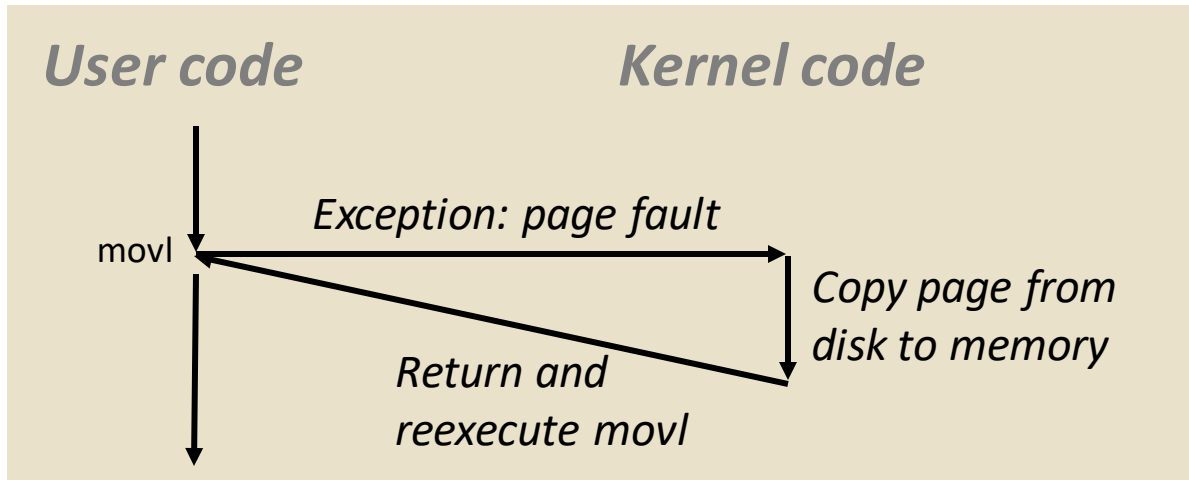 User code
Kernel code
Exception: page fault
movl
Copy page from
disk to memory
Return and
reexecute movl